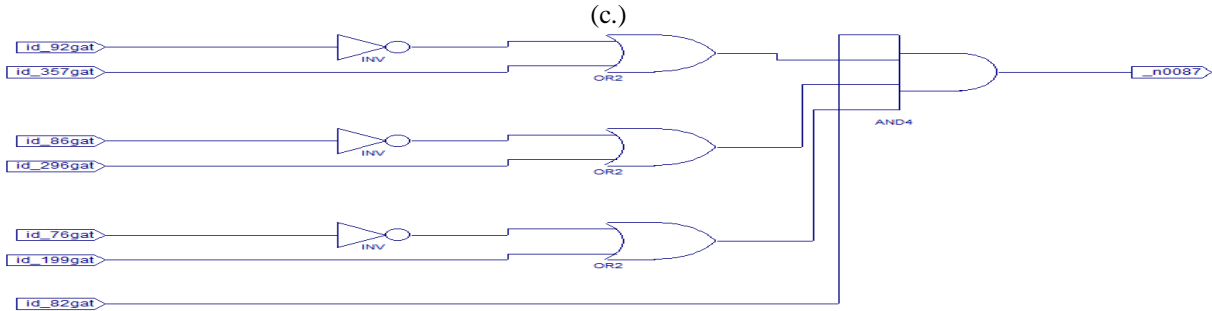 (c.)
id_92gat
INV
id_357gat
OR2
_n0087
AND4
id_86gat
INV
id_296gat
OR2
id_76gat
INV
id_199gat
OR2
id_82gat